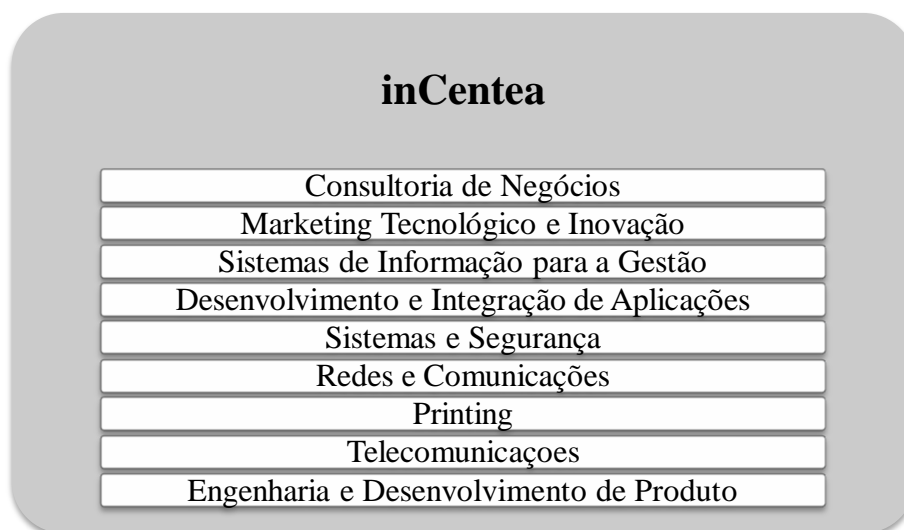 inCentea
Consultoria de Negócios
Marketing Tecnológico e Inovação
Sistemas de Informação para a Gestão
Desenvolvimento e Integração de Aplicações
Sistemas e Segurança
Redes e Comunicações
Printing
Telecomunicaçoes
Engenharia e Desenvolvimento de Produto